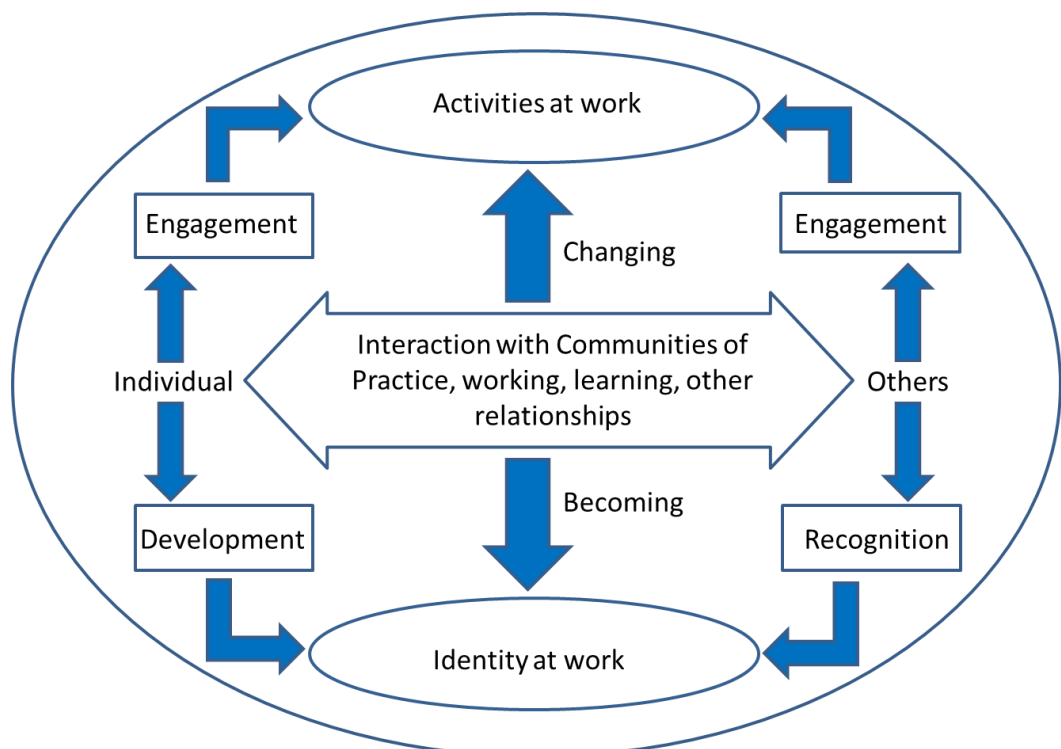 Activities at work
Engagement
Engagement
Changing
Interaction with Communities of
Practice, working, learning, other
relationships
Individual
Others
Becoming
Development
Recognition
Identity at work